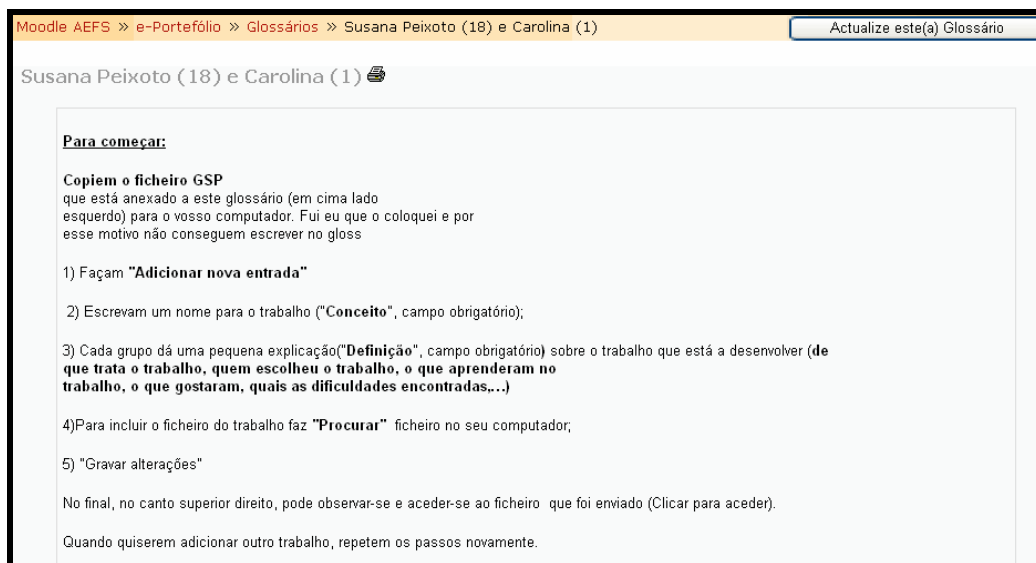 Moodle AEFS » e-Portefólio » Glossários » Susana Peixoto (18) e Carolina (1)
Actualize este(a) Glossário
Susana Peixoto (18) e Carolina (1)
Para começar:
Copiem o ficheiro GSP
que está anexado a este glossário (em cima lado
esquerdo) para o vosso computador. Fui eu que o coloquei e por
esse motivo não conseguem escrever no gloss
1) Façam "Adicionar nova entrada"
2) Escrevam um nome para o trabalho ("Conceito", campo obrigatório);
3) Cada grupo dá uma pequena explicação("Definição", campo obrigatório) sobre o trabalho que está a desenvolver (de
que trata o trabalho, quem escolheu o trabalho, o que aprenderam no
trabalho, o que gostaram, quais as dificuldades encontradas,...)
4)Para incluir o ficheiro do trabalho faz "Procurar" ficheiro no seu computador;
5) "Gravar alterações"
No final, no canto superior direito, pode observar-se e aceder-se ao ficheiro que foi enviado (Clicar para aceder).
Quando quiserem adicionar outro trabalho, repetem os passos novamente.